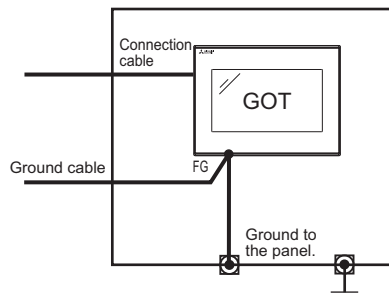 Connection
cable
GOT
FG
Ground cable
Ground to
the panel.